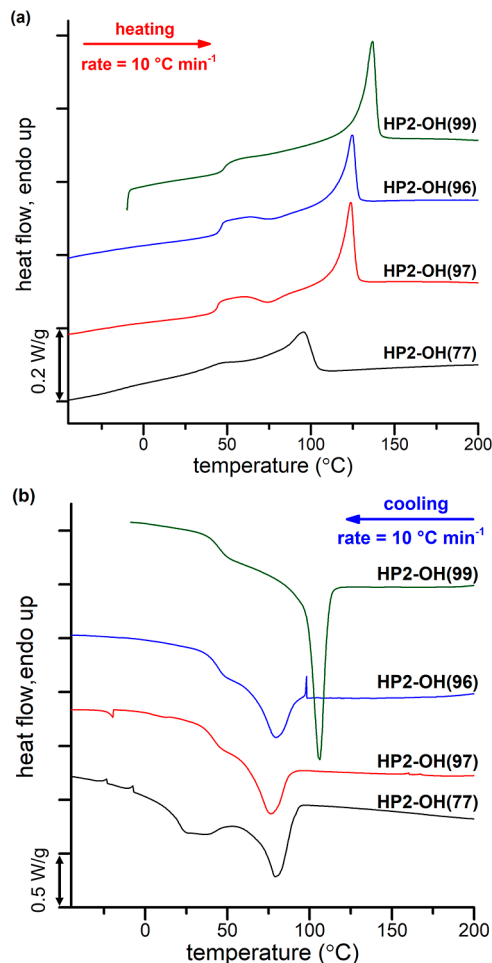 (a)
heating
rate = 10 °C min⁻¹
HP2-OH(99)
HP2-OH(96)
HP2-OH(97)
HP2-OH(77)
heat flow, endo up
0.2 W/g
0 50 100 150 200
temperature (°C)
(b)
cooling
rate = 10 °C min⁻¹
HP2-OH(99)
HP2-OH(96)
HP2-OH(97)
HP2-OH(77)
heat flow,endo up
0.5 W/g
0 50 100 150 200
temperature (°C)